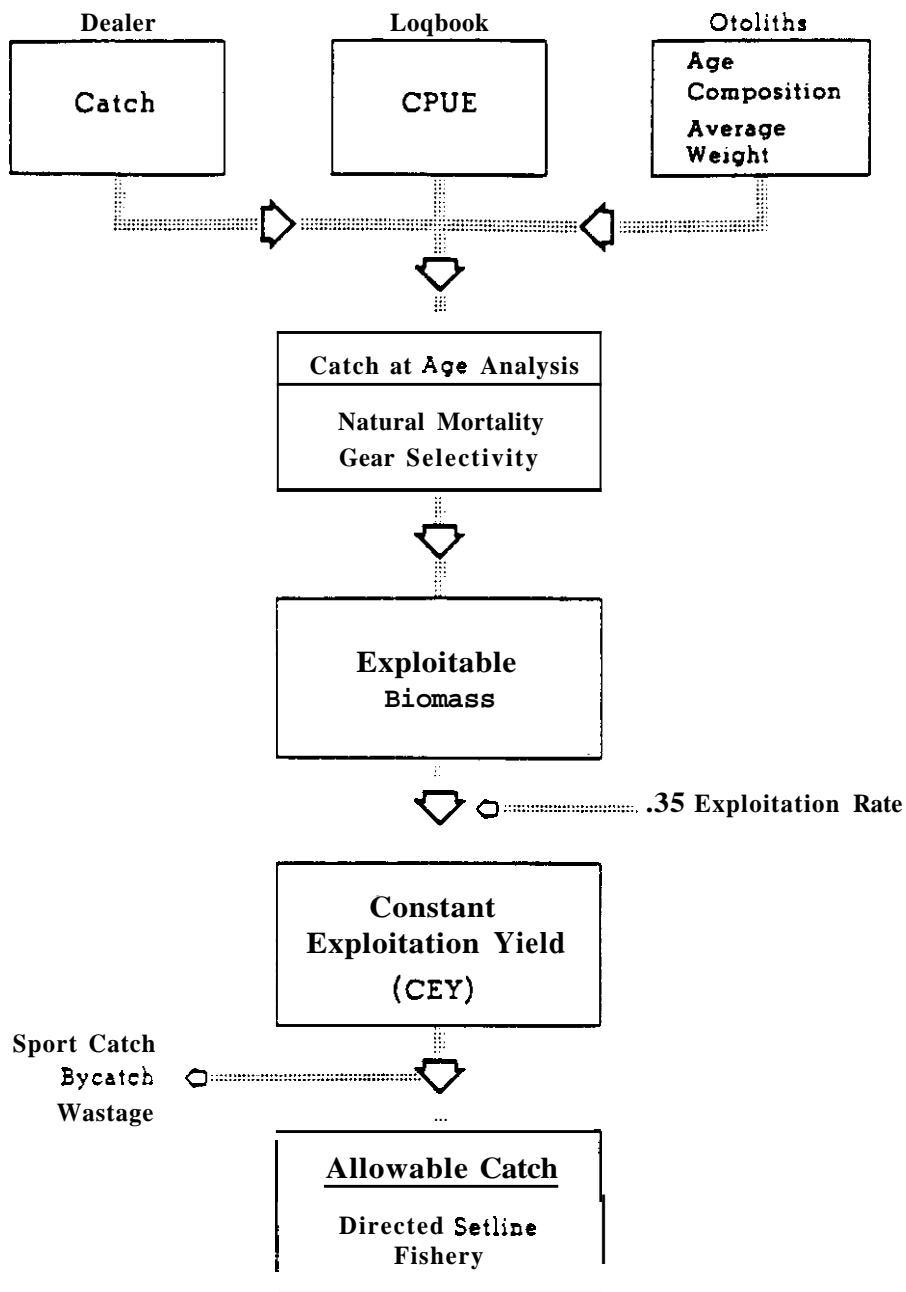 Dealer
Loqbook
Otoliths
Catch
CPUE
Age
Composition
Average
Weight
Catch at Age Analysis
Natural Mortality
Gear Selectivity
Exploitable
Biomass
.35 Exploitation Rate
Constant
Exploitation Yield
(CEY)
Sport Catch
Bycatch
Wastage
...
Allowable Catch
Directed Setline
Fishery